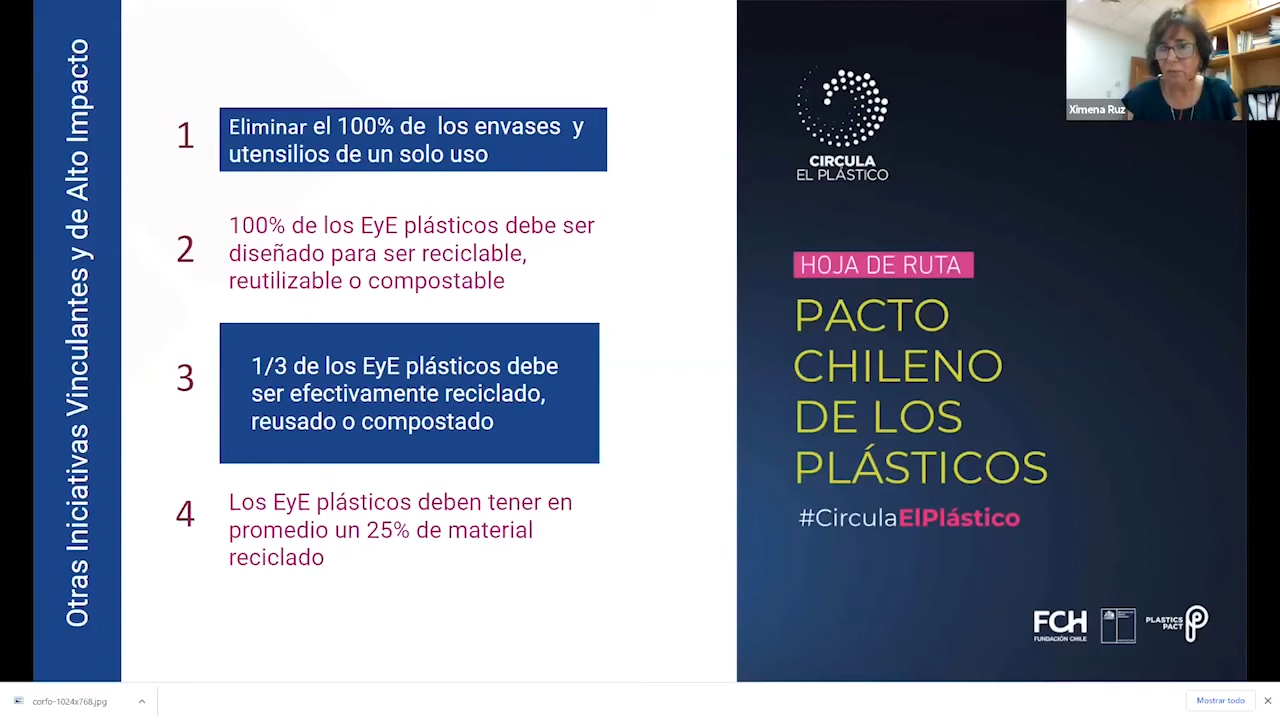 Otras Iniciativas Vinculantes y de Alto Impacto
1
Eliminar el 100% de los envases y
utensilios de un solo uso
2
100% de los EyE plásticos debe ser
diseñado para ser reciclable,
reutilizable o compostable
3
1/3 de los EyE plásticos debe
ser efectivamente reciclado,
reusado o compostado
4
Los EyE plásticos deben tener en
promedio un 25% de material
reciclado
CIRCULA
EL PLÁSTICO
HOJA DE RUTA
PACTO
CHILENO
DE LOS
PLÁSTICOS
#CirculaElPlástico
FCH
FUNDACIÓN CHILE
PLASTICS
PACT
Ximena Ruz
corfo-1024x768.jpg
Mostrar todo